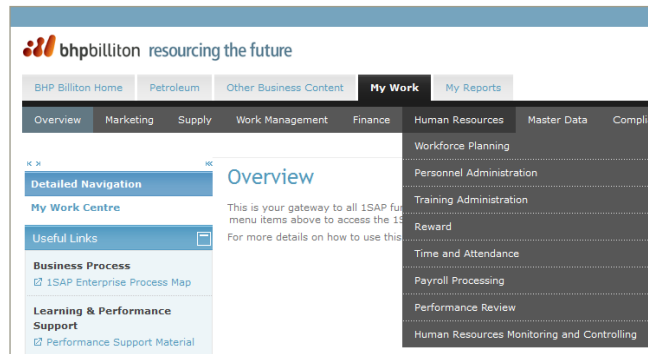 bhpbilliton resourcing the future
BHP Billiton Home Petroleum Other Business Content My Work My Reports
Overview Marketing Supply Work Management Finance Human Resources Master Data Compli
Workforce Planning
Personnel Administration
Training Administration
Reward
Time and Attendance
Payroll Processing
Performance Review
Human Resources Monitoring and Controlling
Detailed Navigation
My Work Centre
Useful Links
Business Process
1SAP Enterprise Process Map
Learning & Performance
Support
Performance Support Material
Overview
This is your gateway to all 1SAP fu
menu items above to access the 1S
For more details on how to use this